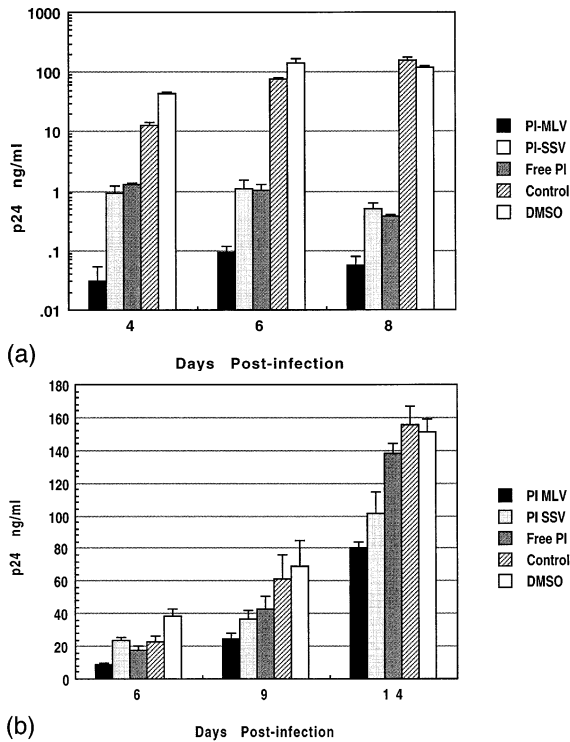 1000
100
10
1
.1
.01
p24 ng/ml
4 6 8
Days Post-infection
(a)
PI-MLV
PI-SSV
Free PI
Control
DMSO
180
160
140
120
100
80
60
40
20
0
p24 ng/ml
6 9 1 4
Days Post-infection
(b)
PI MLV
PI SSV
Free PI
Control
DMSO